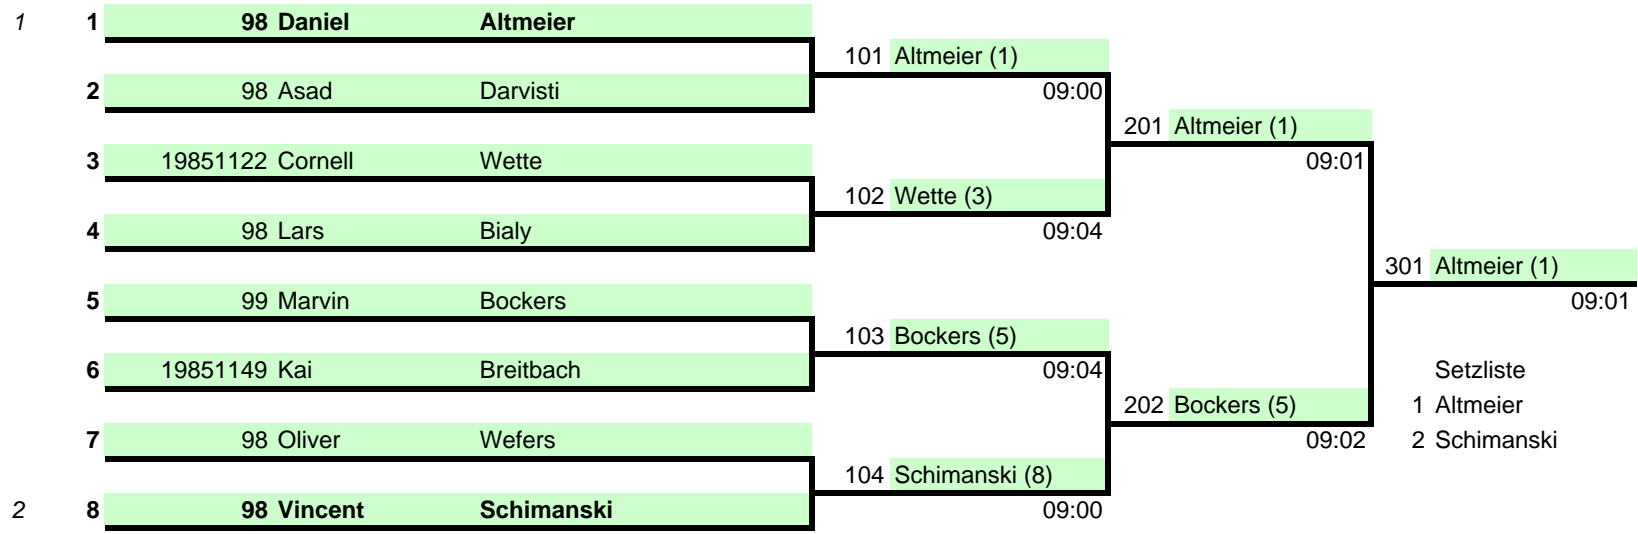 1 1 98 Daniel Altmeier
101 Altmeier (1)
2 98 Asad Darvisti 09:00
201 Altmeier (1)
3 19851122 Cornell Wette 09:01
102 Wette (3)
4 98 Lars Bialy 09:04
301 Altmeier (1)
5 99 Marvin Bockers 09:01
103 Bockers (5)
6 19851149 Kai Breitbach 09:04 Setzliste
202 Bockers (5) 1 Altmeier
7 98 Oliver Wefers 09:02 2 Schimanski
104 Schimanski (8)
2 8 98 Vincent Schimanski 09:00